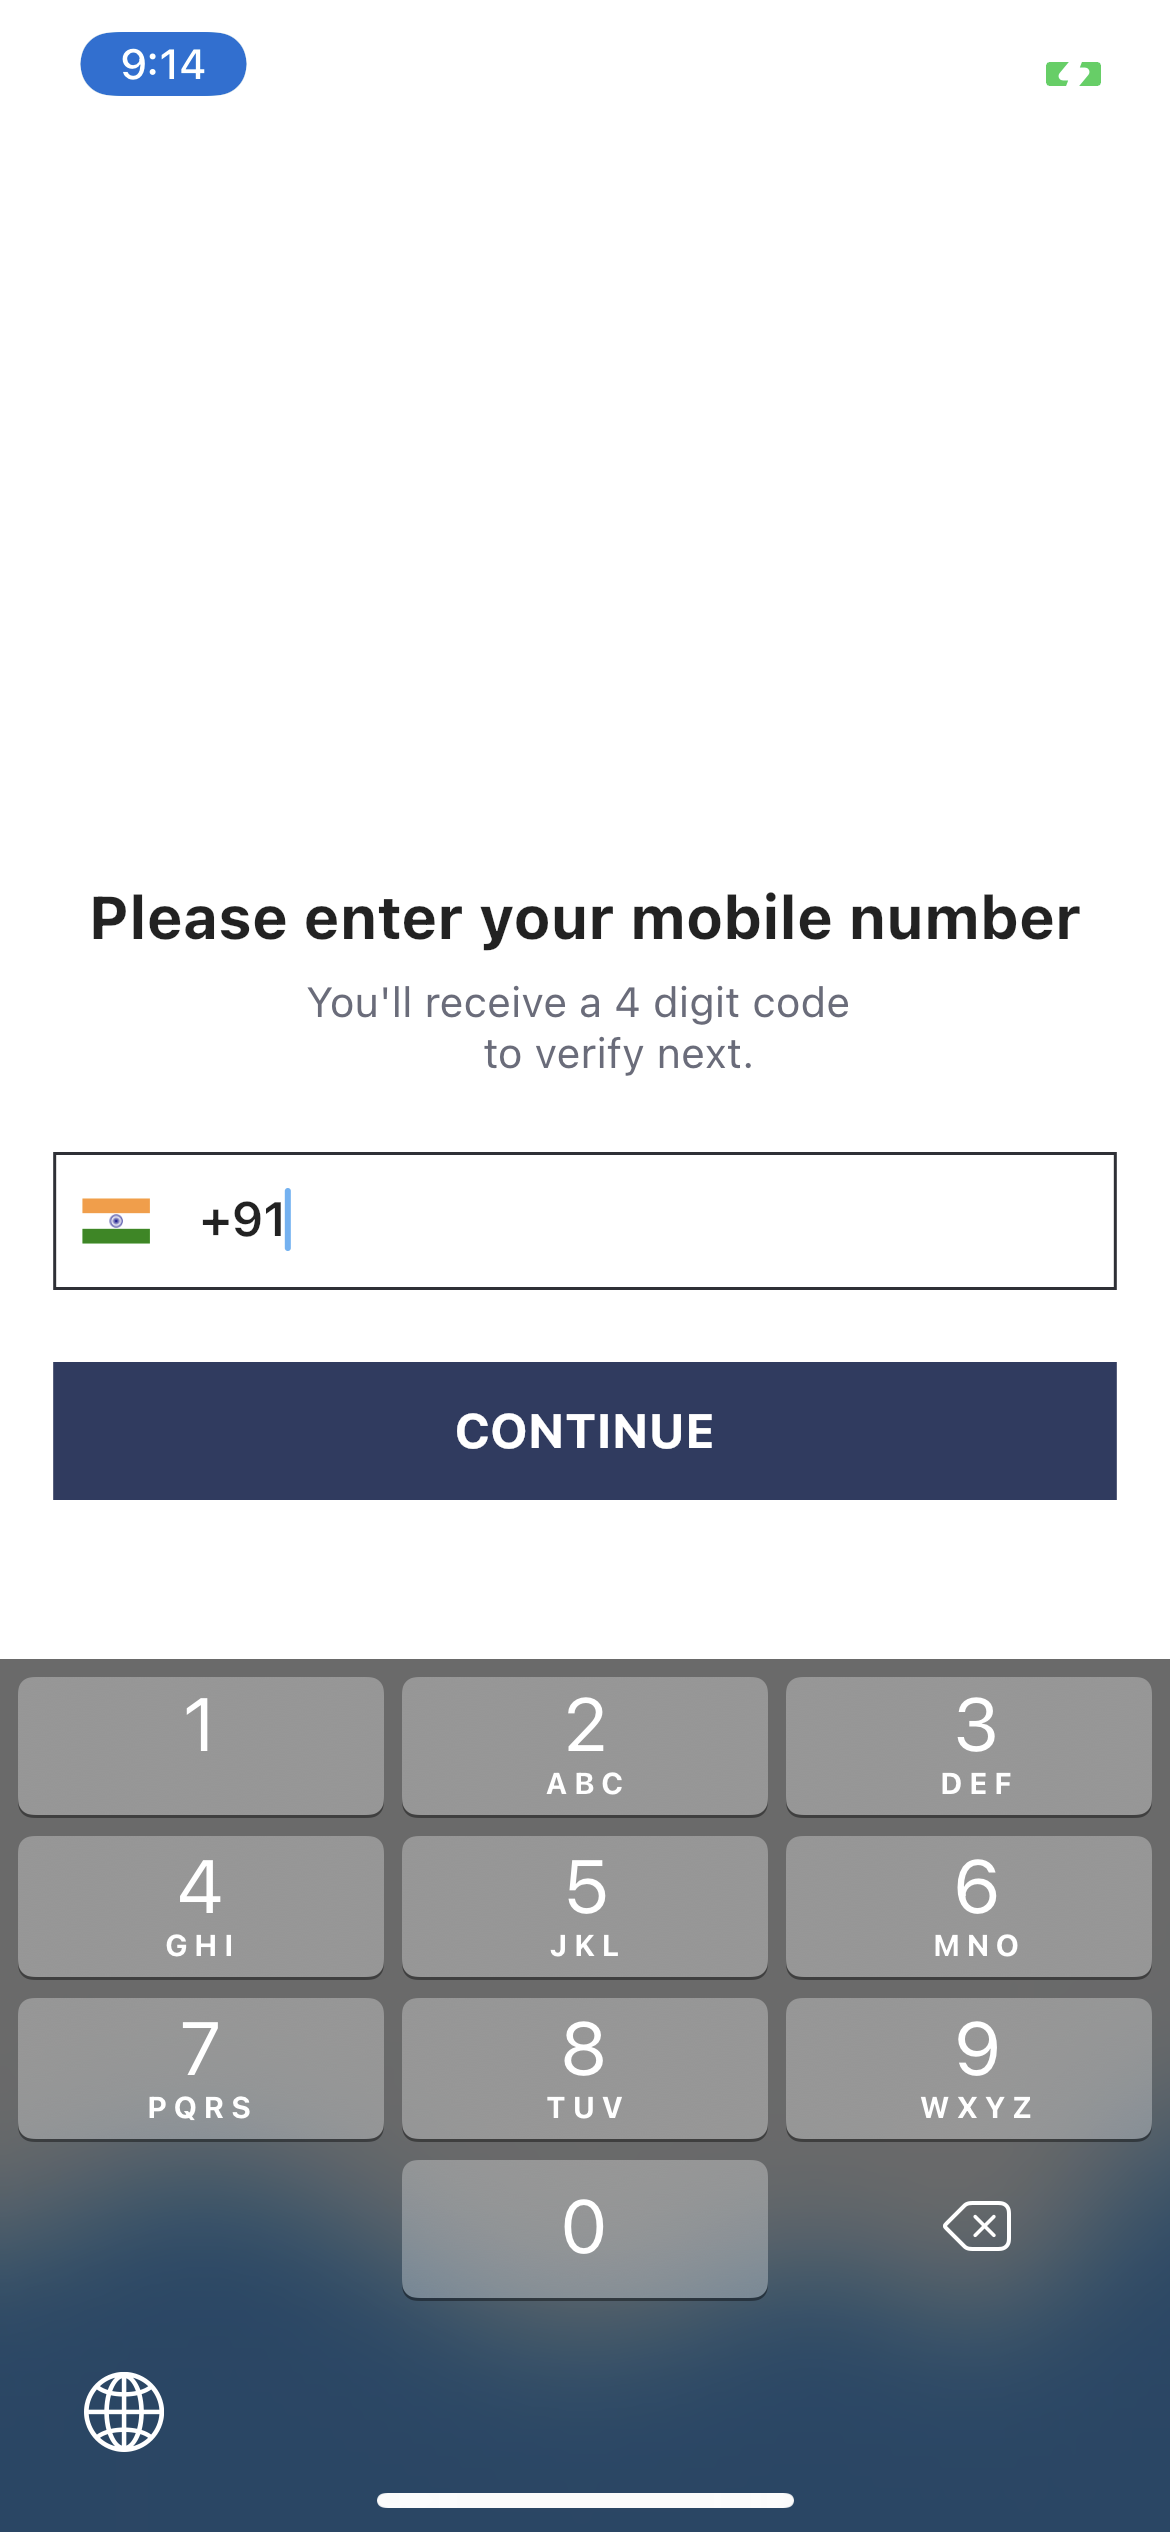 9:14
Please enter your mobile number
You'll receive a 4 digit code
to verify next.
+91
CONTINUE
1 2 3
ABC DEF
4 5 6
GHI JKL MNO
7 8 9
PQRS TUV WXYZ
0